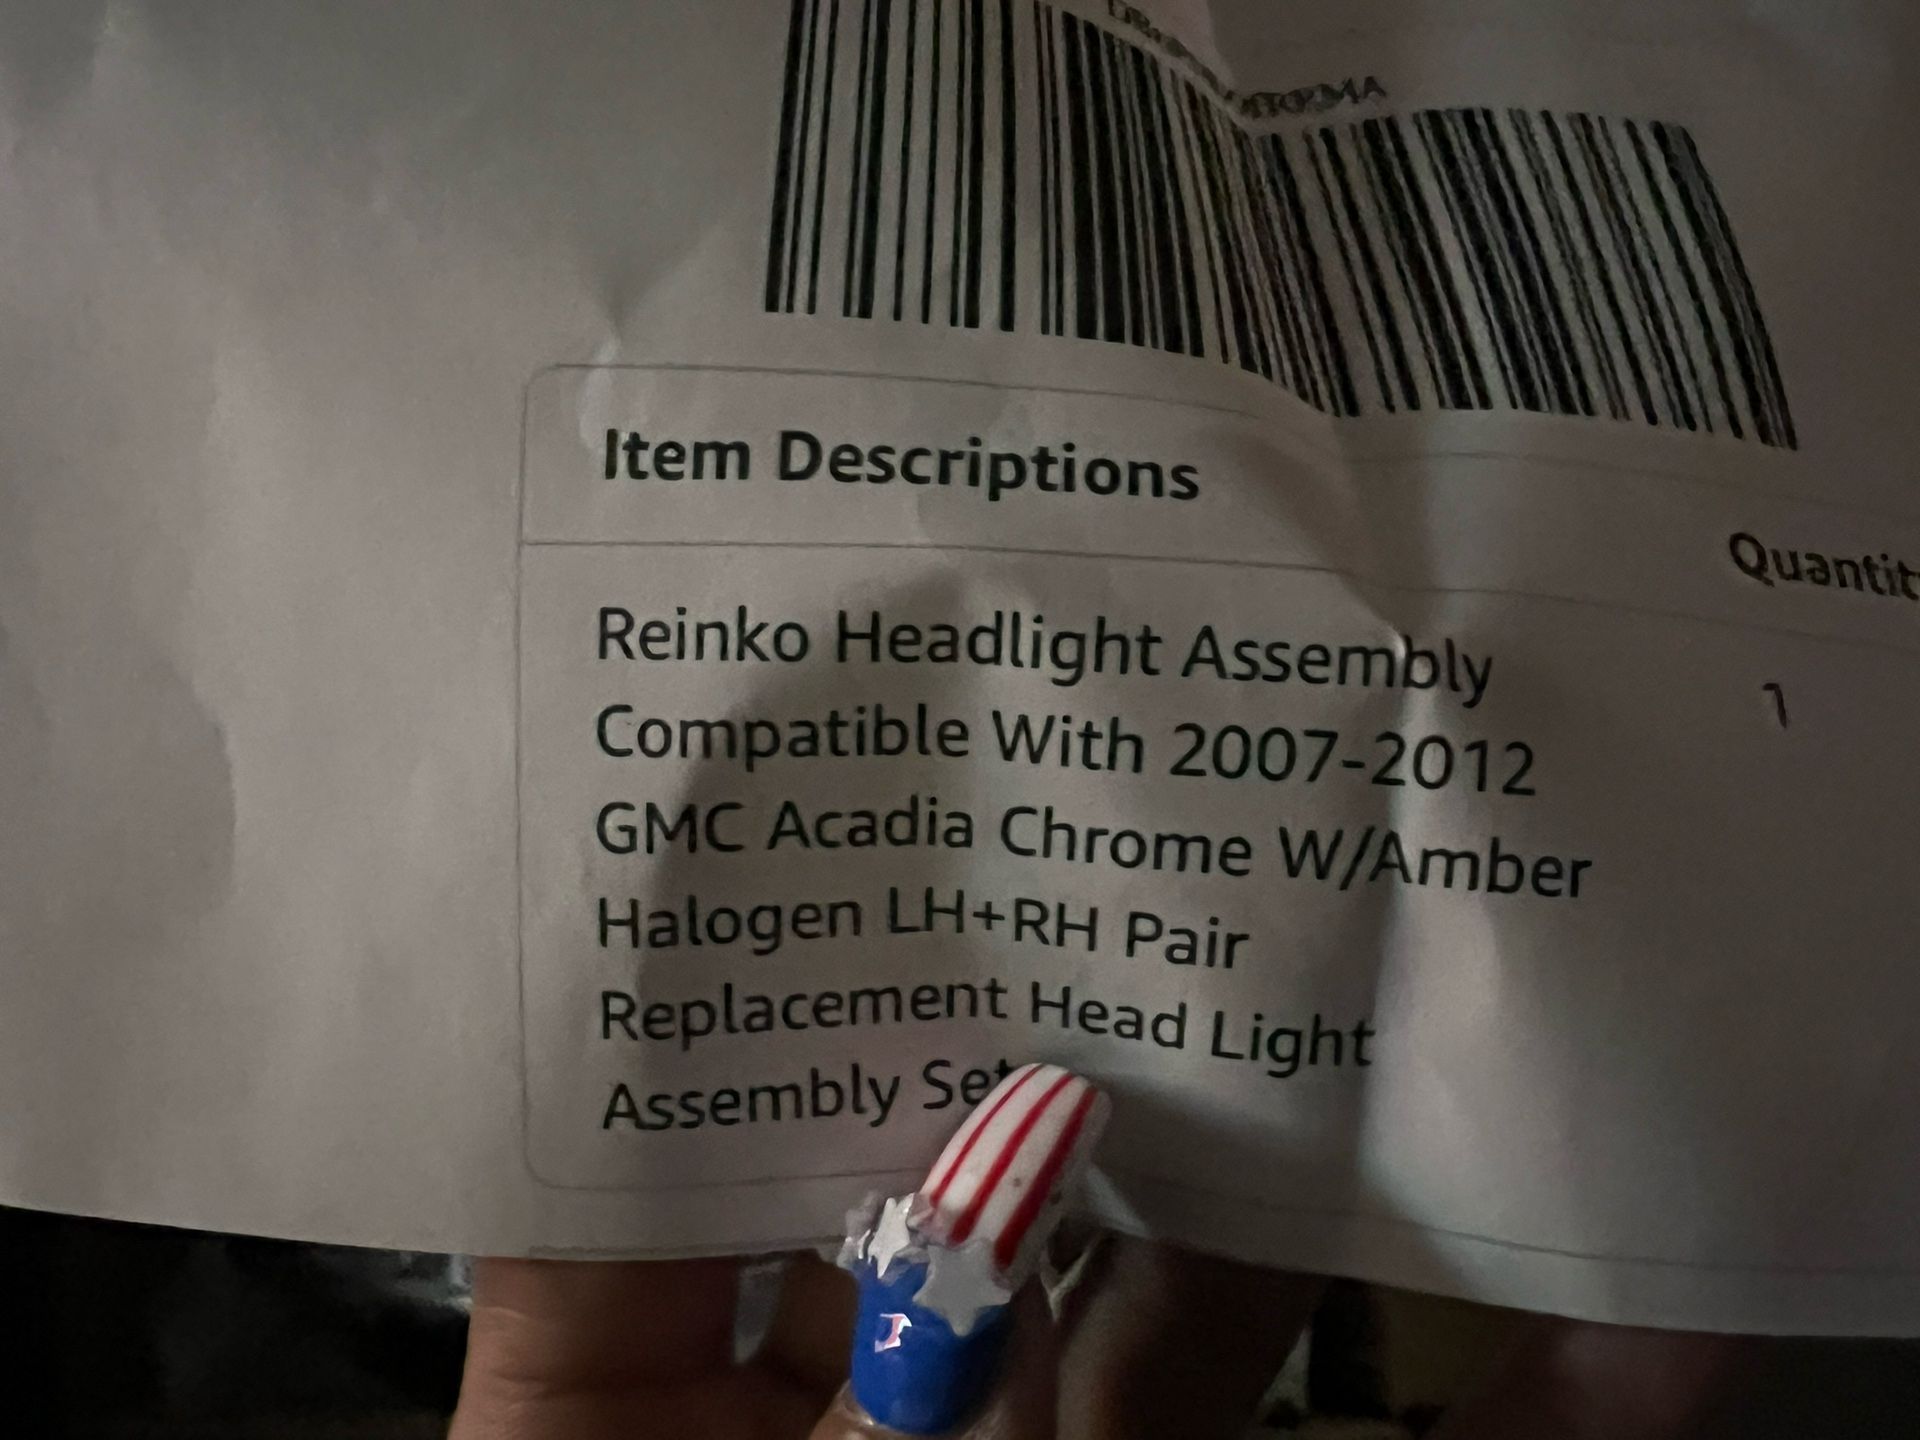 Item Descriptions
Quantit
Reinko Headlight Assembly
1
Compatible With 2007-2012
GMC Acadia Chrome W/Amber
Halogen LH+RH Pair
Replacement Head Light
Assembly Set